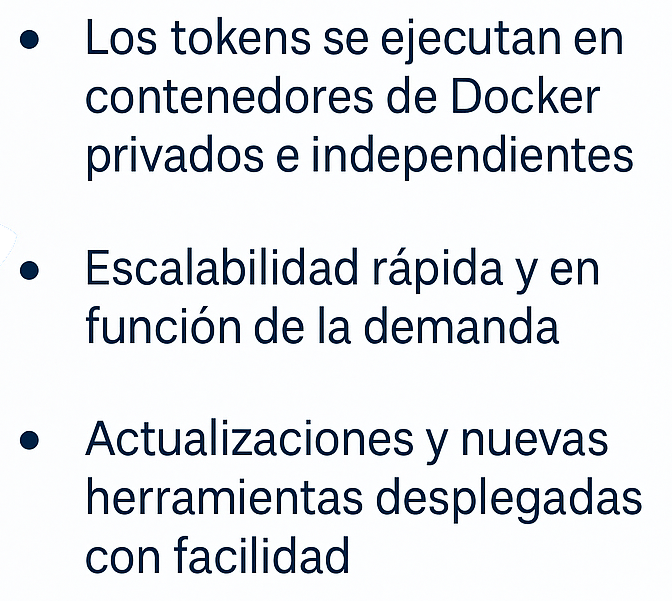 • Los tokens se ejecutan en
contenedores de Docker
privados e independientes
• Escalabilidad rápida y en
función de la demanda
• Actualizaciones y nuevas
herramientas desplegadas
con facilidad